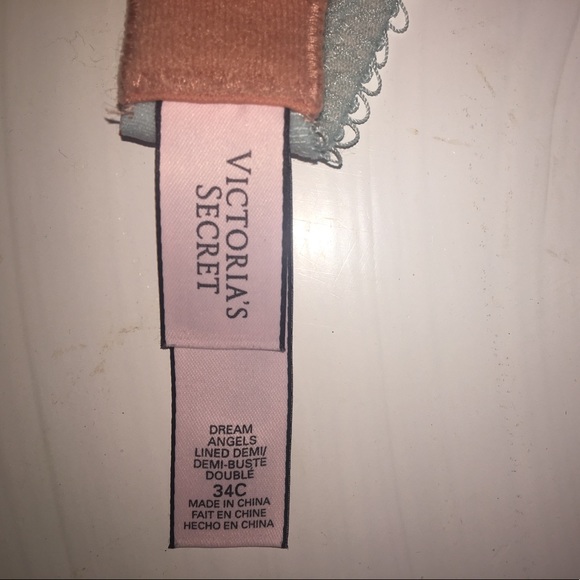 VICTORIA'S
SECRET
DREAM
ANGELS
LINED DEMI/
DEMI-BUSTE
DOUBLÉ
34C
MADE IN CHINA
FAIT EN CHINE
HECHO EN CHINA